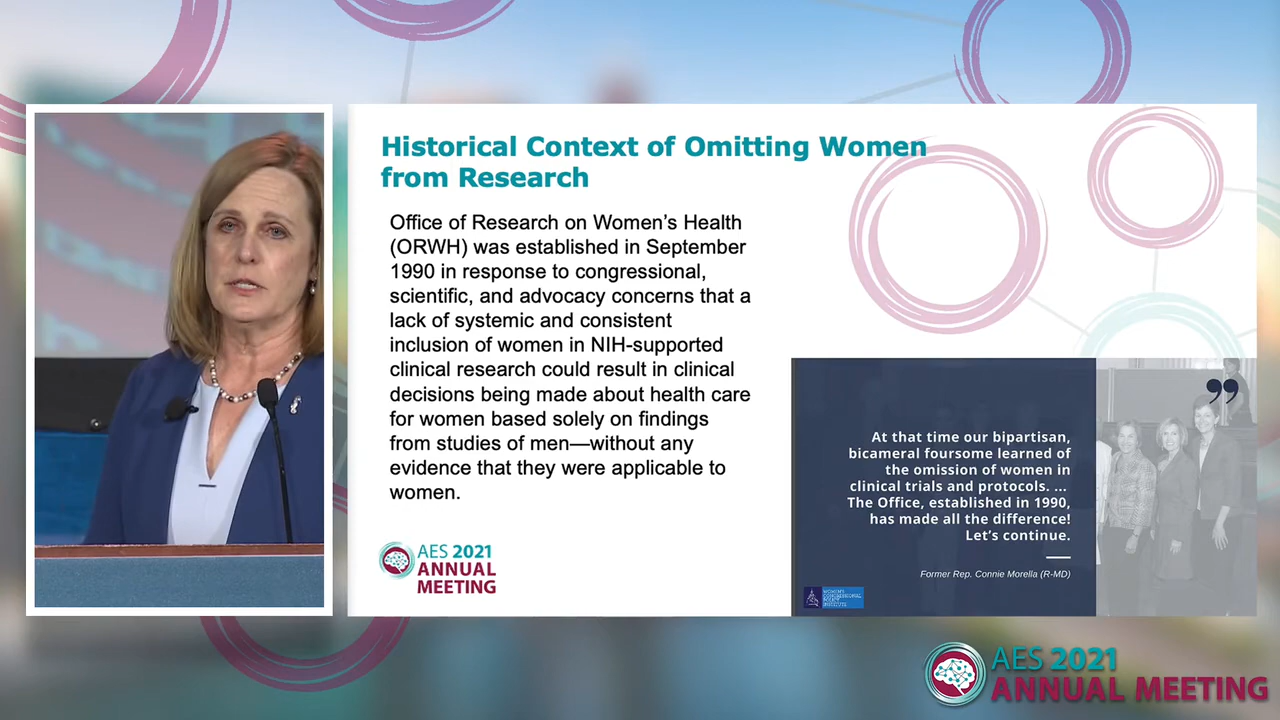 Historical Context of Omitting Women
from Research
Office of Research on Women’s Health
(ORWH) was established in September
1990 in response to congressional,
scientific, and advocacy concerns that a
lack of systemic and consistent
inclusion of women in NIH-supported
clinical research could result in clinical
decisions being made about health care
for women based solely on findings
from studies of men—without any
evidence that they were applicable to
women.
AES 2021
ANNUAL
MEETING
”
At that time our bipartisan,
bicameral foursome learned of
the omission of women in
clinical trials and protocols. ...
The Office, established in 1990,
has made all the difference!
Let’s continue.
Former Rep. Connie Morella (R-MD)
WOMEN'S
CONGRESSIONAL
POLICY
INSTITUTE
AES 2021
ANNUAL MEETING